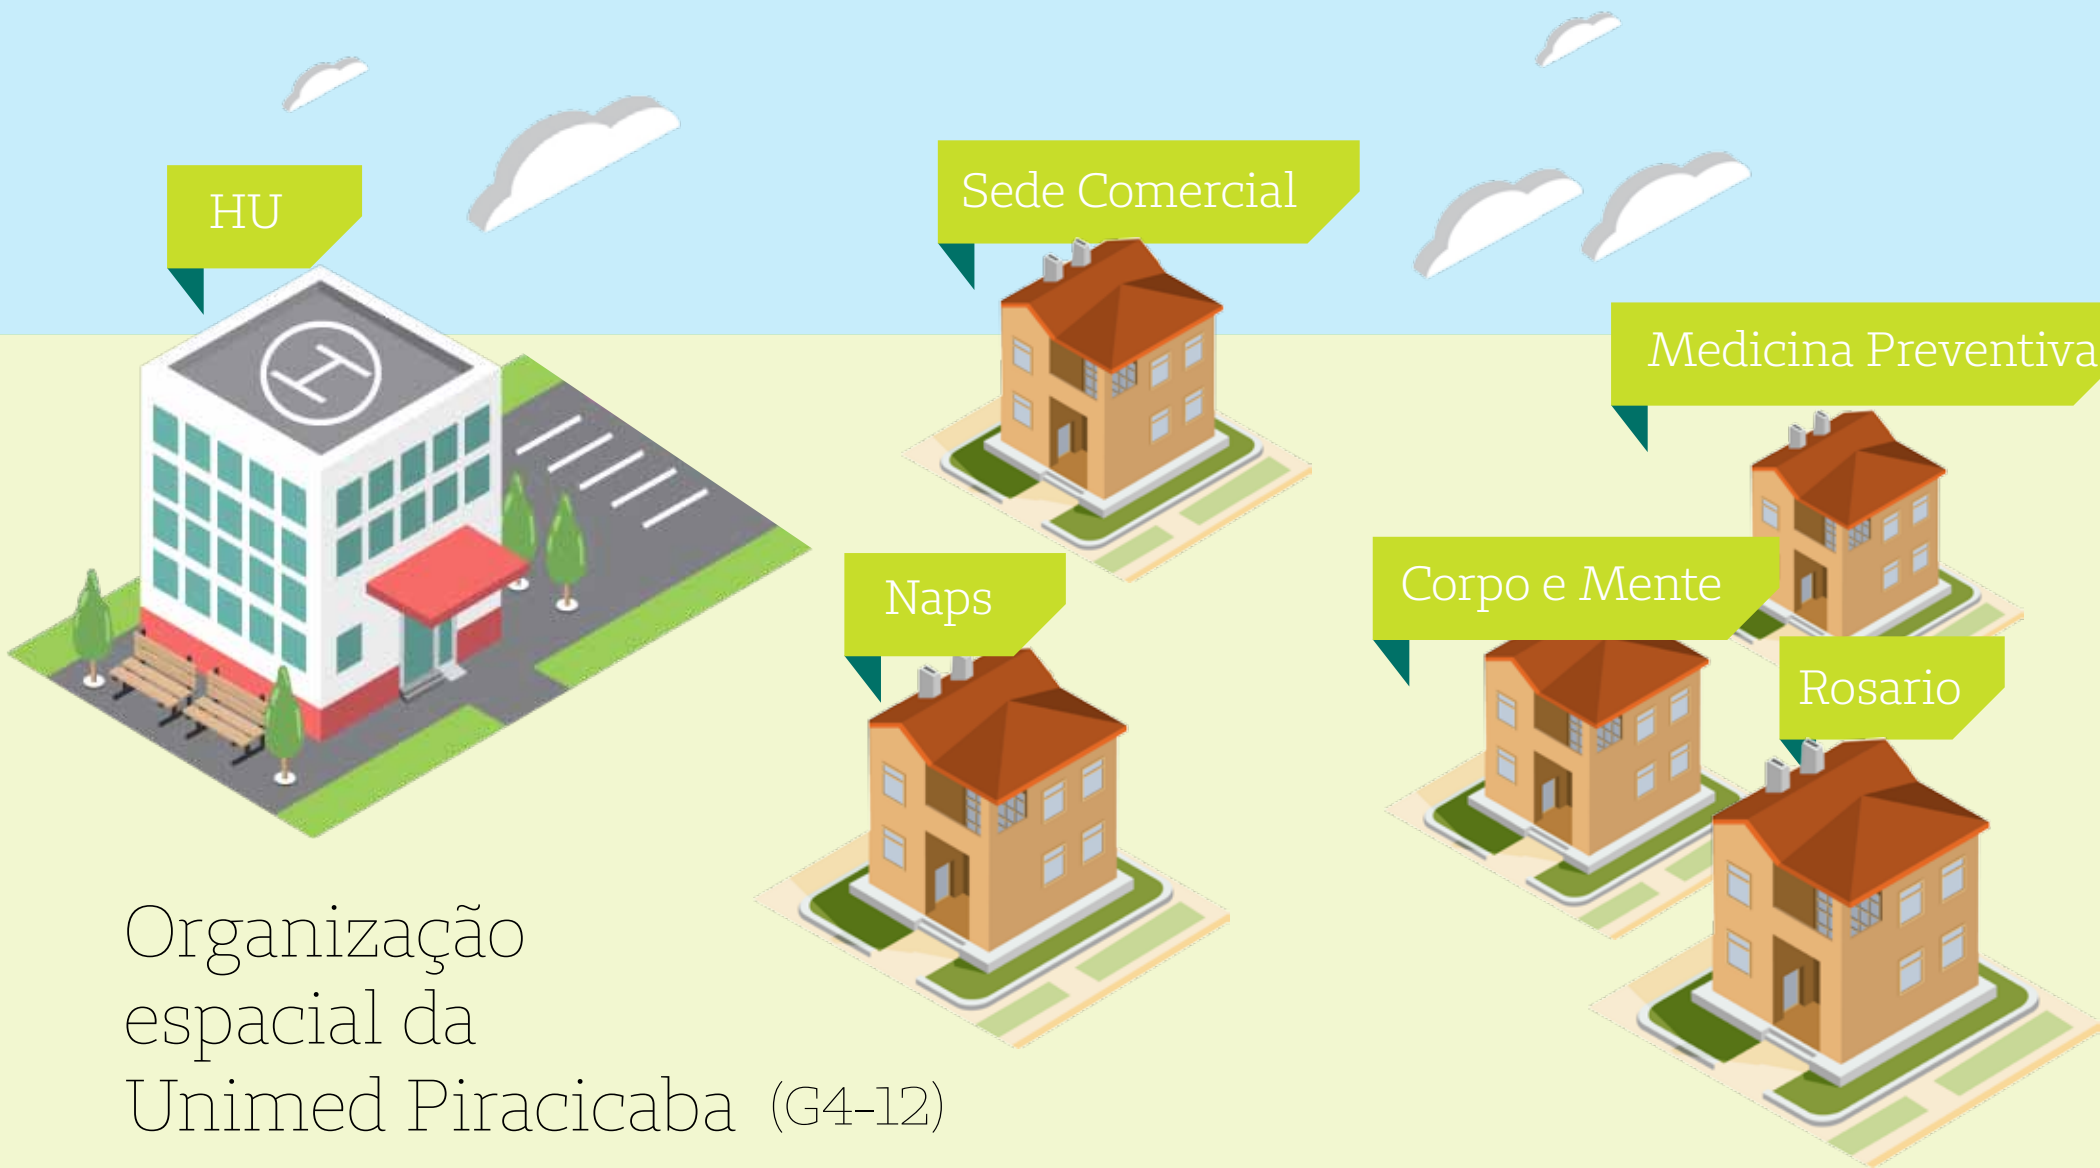 HU
Sede Comercial
Medicina Preventiva
Naps
Corpo e Mente
Rosario
Organização
espacial da
Unimed Piracicaba (G4-12)